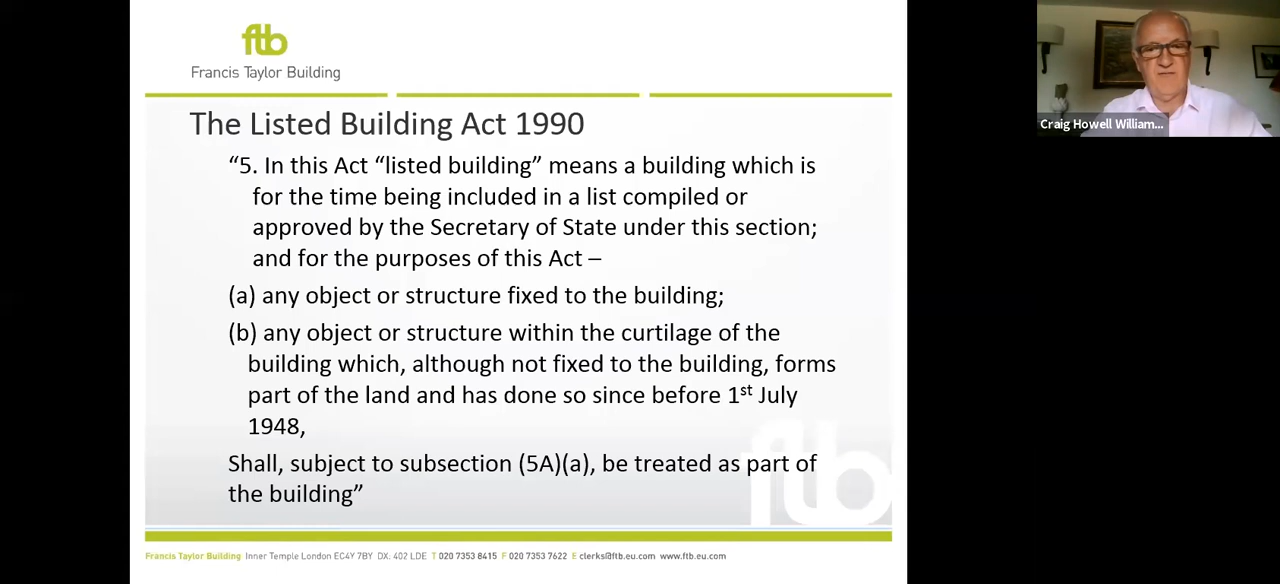 ftb
Francis Taylor Building
The Listed Building Act 1990
“5. In this Act “listed building” means a building which is
for the time being included in a list compiled or
approved by the Secretary of State under this section;
and for the purposes of this Act –
(a) any object or structure fixed to the building;
(b) any object or structure within the curtilage of the
building which, although not fixed to the building, forms
part of the land and has done so since before 1st July
1948,
Shall, subject to subsection (5A)(a), be treated as part of
the building”
ftb
Francis Taylor Building Inner Temple London EC4Y 7BY DX: 402 LDE T 020 7353 8415 F 020 7353 7622 E clerks@ftb.eu.com www.ftb.eu.com
Craig Howell William...